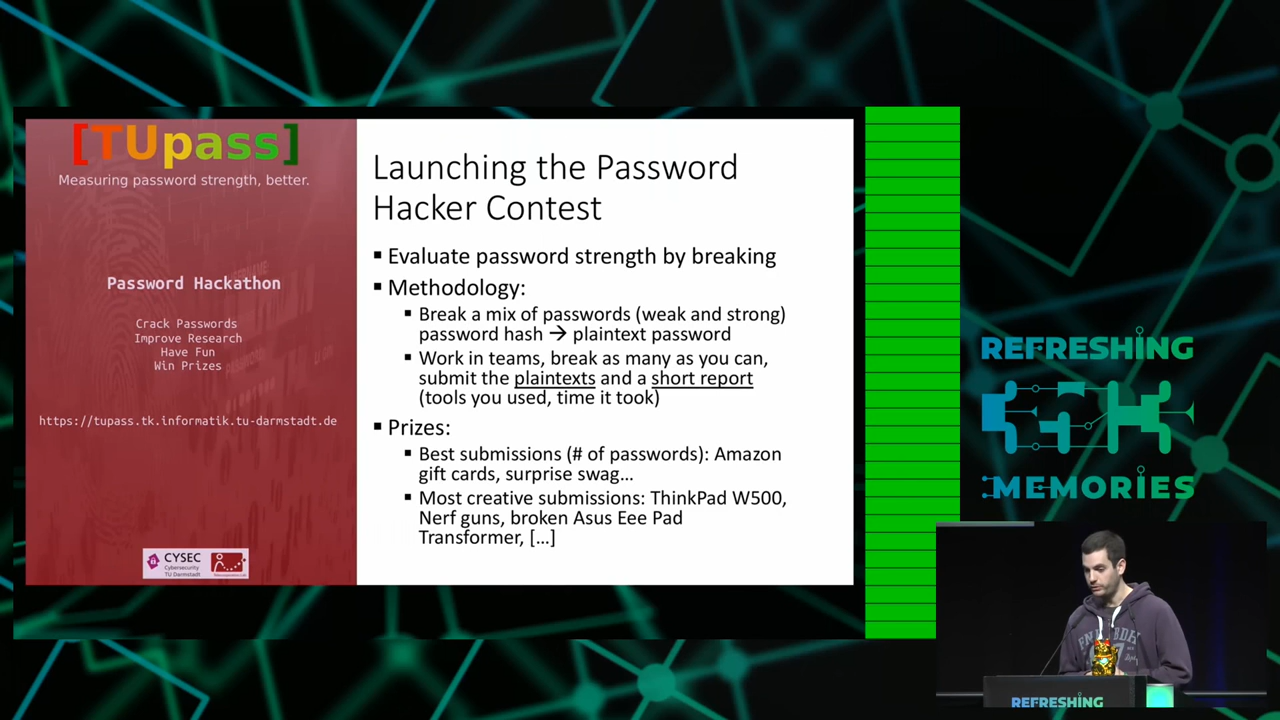 [TUpass]
Measuring password strength, better.
Password Hackathon
Crack Passwords
Improve Research
Have Fun
Win Prizes
https://tupass.tk.informatik.tu-darmstadt.de
CYSEC
Cybersecurity
TU Darmstadt
Launching the Password
Hacker Contest
▪ Evaluate password strength by breaking
▪ Methodology:
▪ Break a mix of passwords (weak and strong)
password hash → plaintext password
▪ Work in teams, break as many as you can,
submit the plaintexts and a short report
(tools you used, time it took)
▪ Prizes:
▪ Best submissions (# of passwords): Amazon
gift cards, surprise swag…
▪ Most creative submissions: ThinkPad W500,
Nerf guns, broken Asus Eee Pad
Transformer, […]
REFRESHING
MEMORIES
REFRESHING